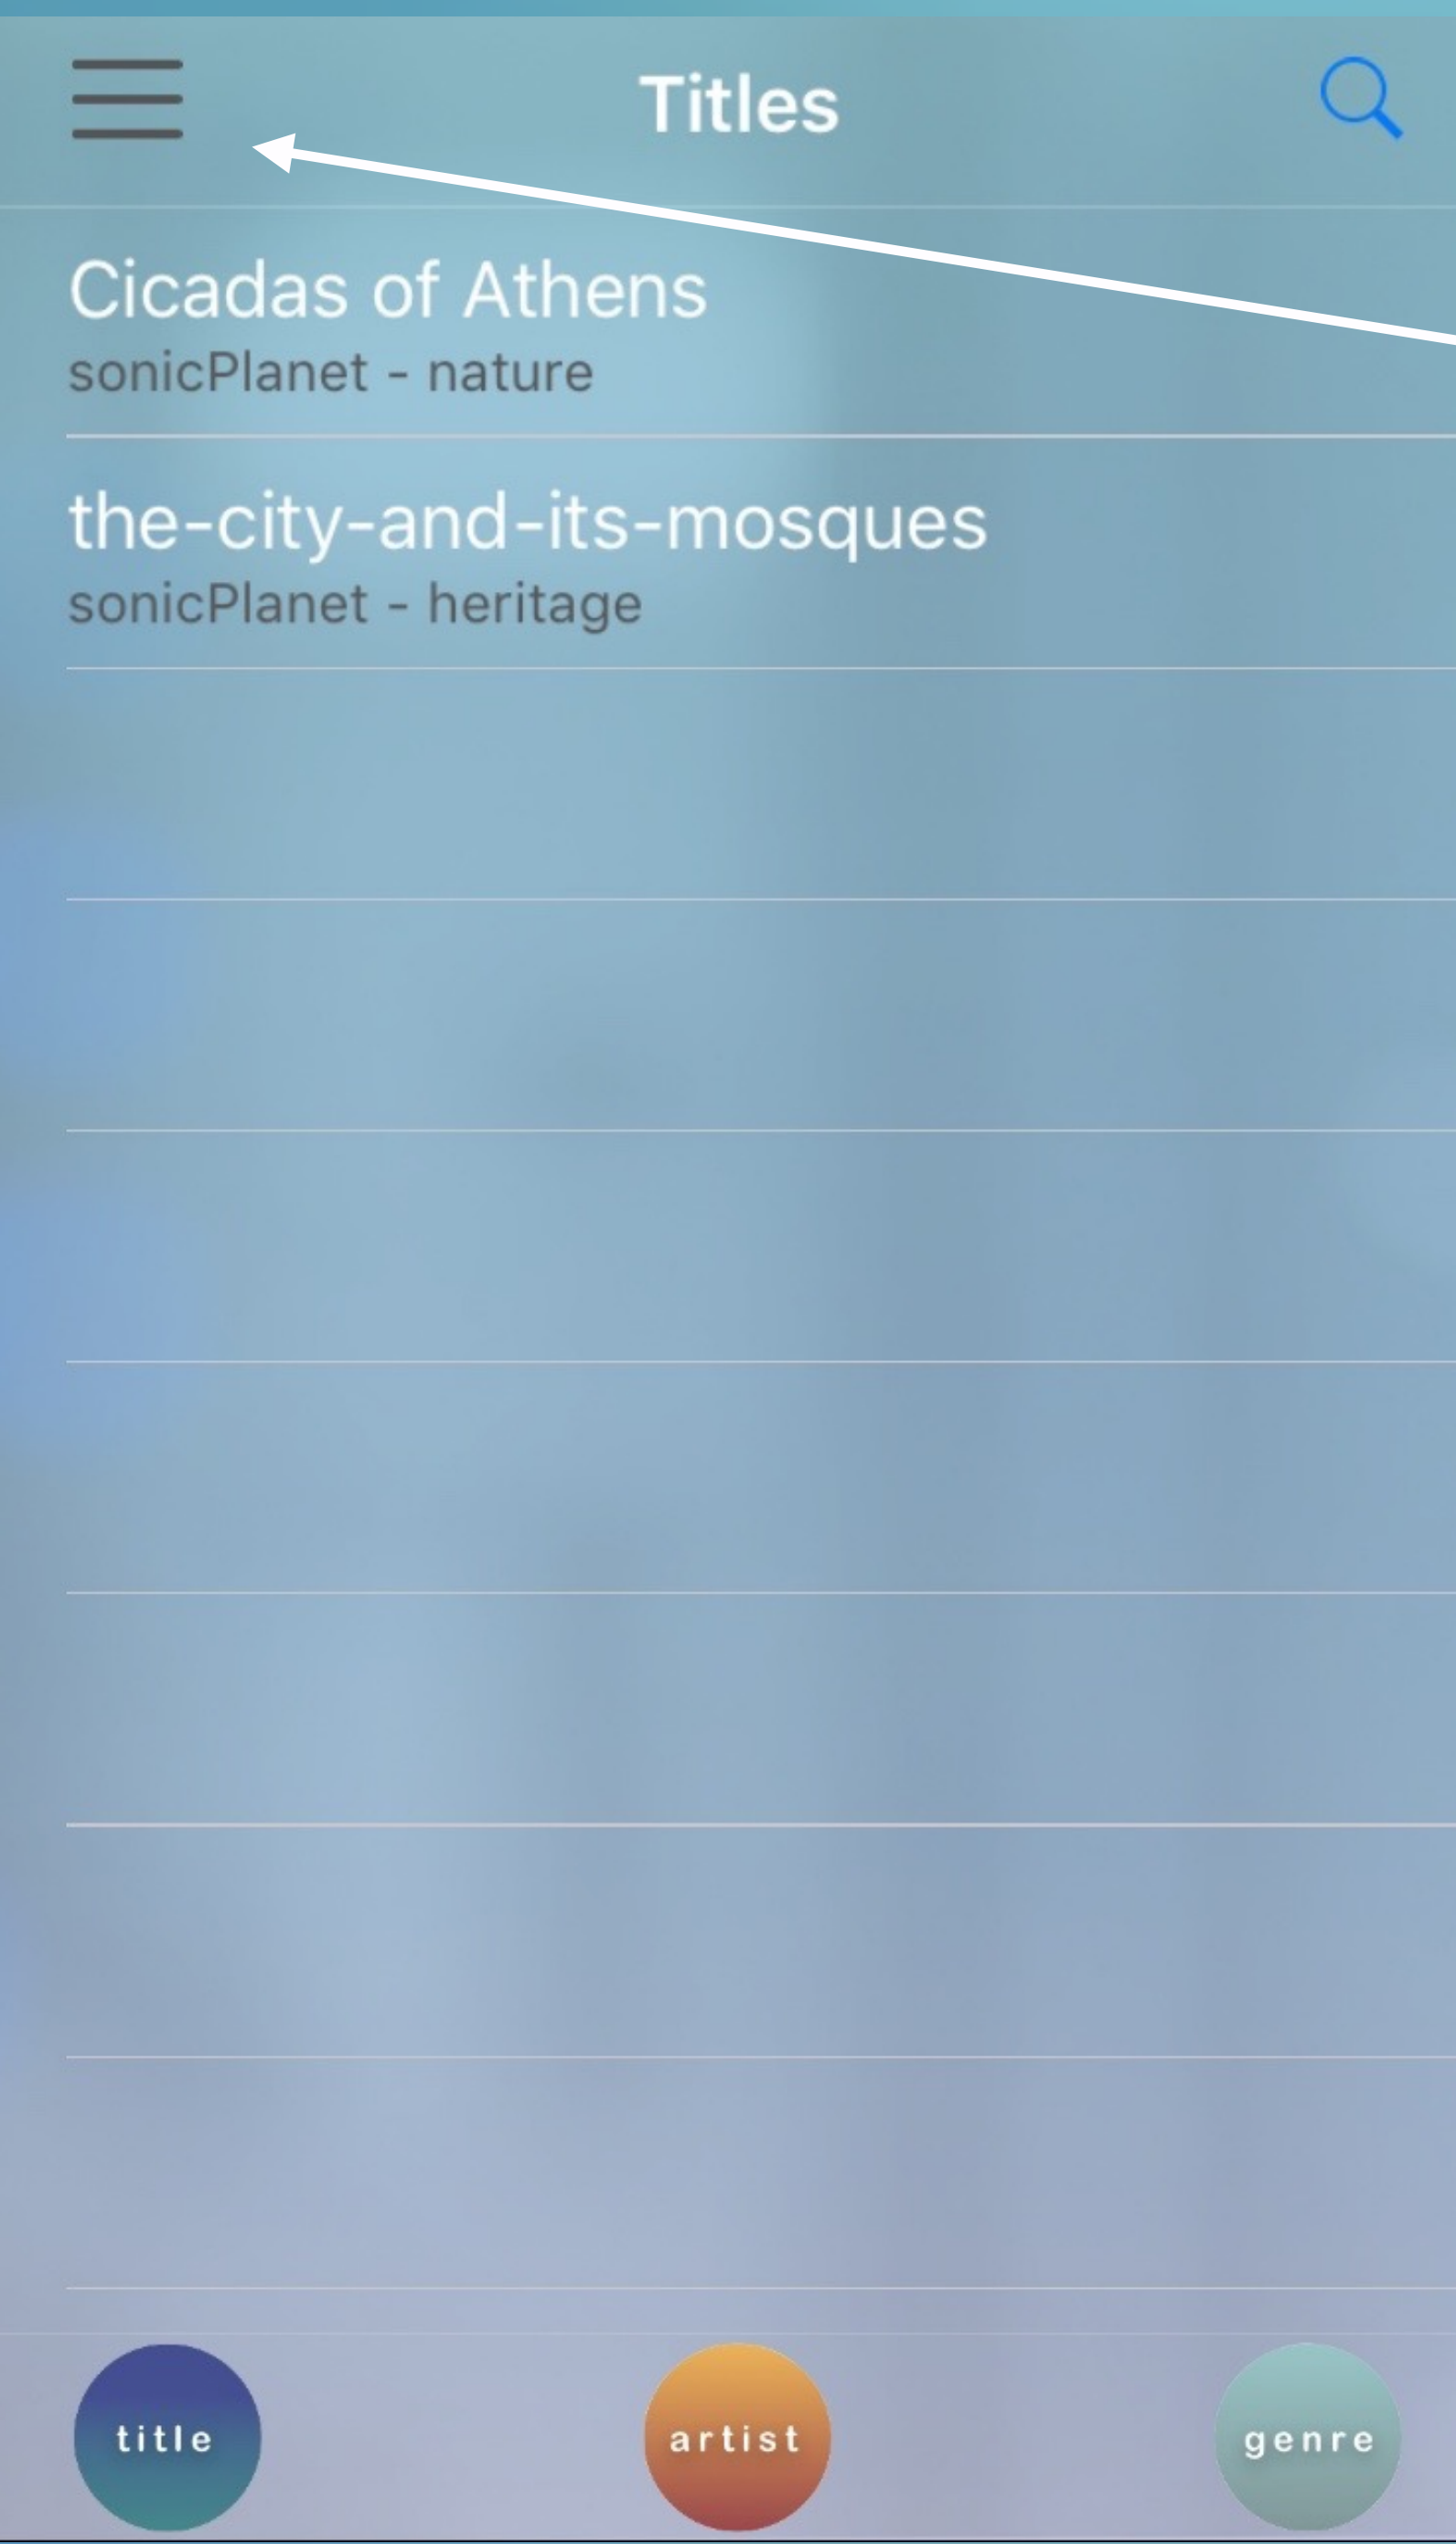 Titles
Cicadas of Athens
sonicPlanet - nature
the-city-and-its-mosques
sonicPlanet - heritage
title
artist
genre